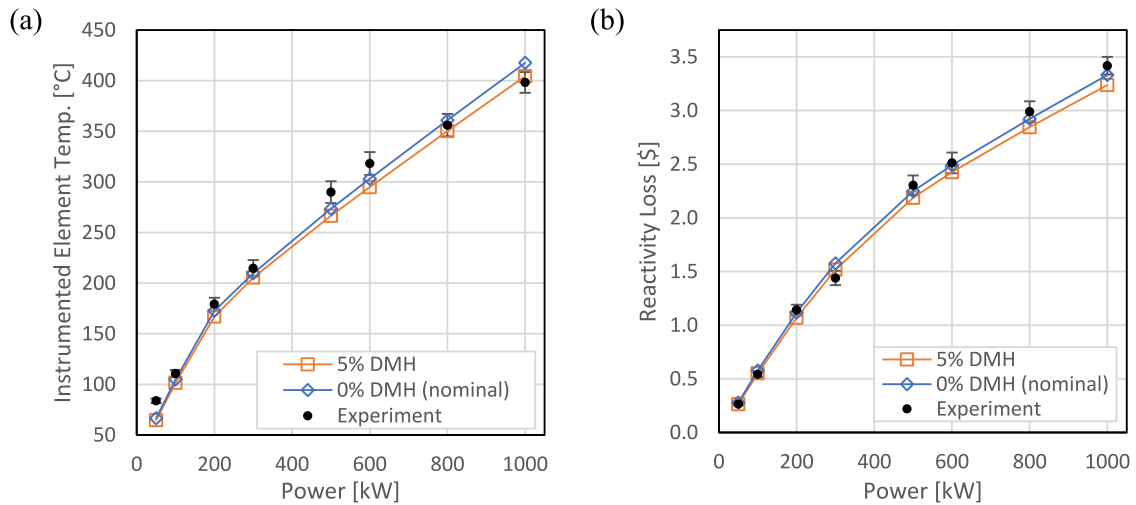 (a)
450
400
350
300
250
200
150
100
50
Instrumented Element Temp. [°C]
5% DMH
0% DMH (nominal)
Experiment
0 200 400 600 800 1000
Power [kW]
(b)
3.5
3.0
2.5
2.0
1.5
1.0
0.5
0.0
Reactivity Loss [$]
5% DMH
0% DMH (nominal)
Experiment
0 200 400 600 800 1000
Power [kW]